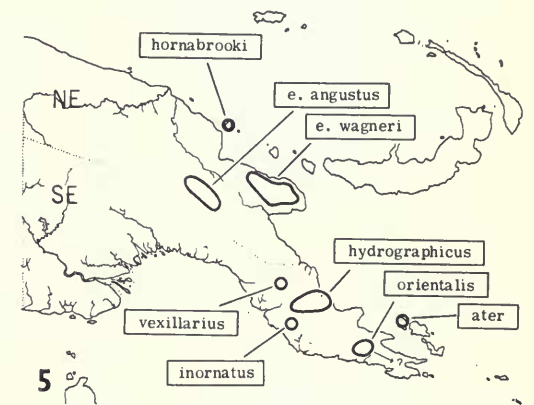 hornabrooki
NE
e. angustus
e. wagneri
SE
hydrographicus
orientalis
vexillarius
ater
?
inornatus
5